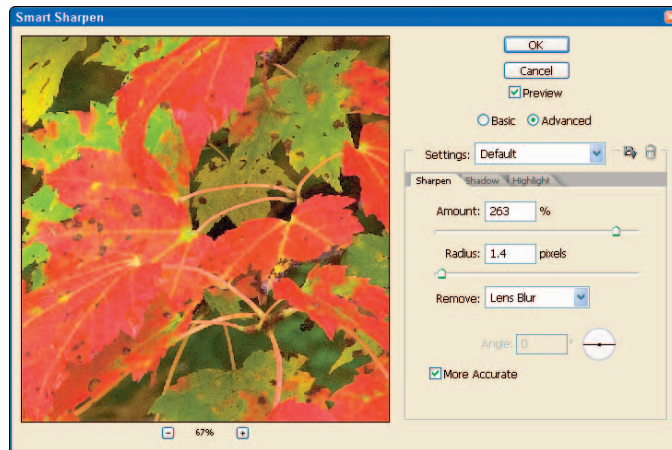 Smart Sharpen
OK
Cancel
Preview
Basic Advanced
Settings: Default
Sharpen Shadow Highlight
Amount: 263 %
Radius: 1.4 pixels
Remove: Lens Blur
Angle: 0 °
More Accurate
67%